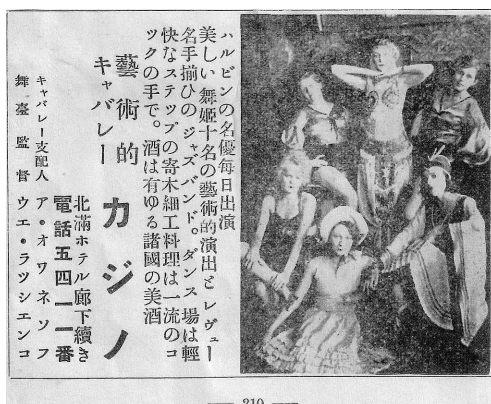 ハルビンの名優每日出演
美しい舞姬十名の藝術的演出とレヴュー
名手揃ひのジャズバンド。ダンス場は輕
快なステップの寄木細工料理は一流のコ
ックの手で。酒は有ゆる諸國の美酒
藝術的
キャバレー
カジノ
北滿ホテル廊下續き
電話五四一一番
キャバレー支配人 ア・オワネソフ
舞臺監督 ウエ・ラツシエンコ
— 210 —